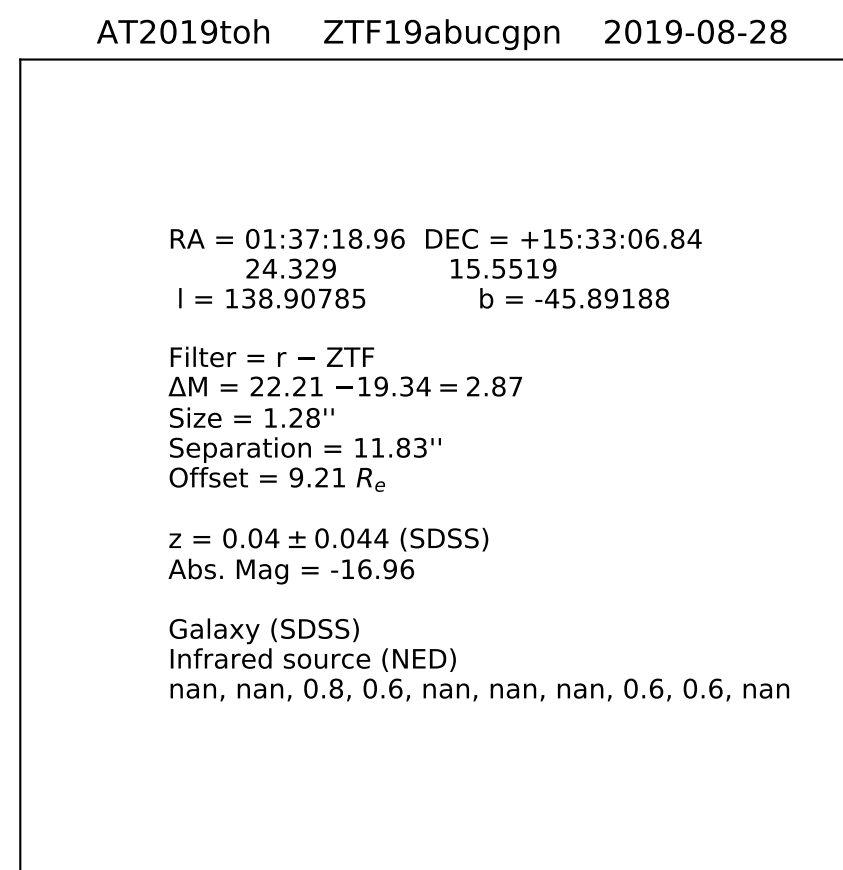 AT2019toh ZTF19abucgpn 2019-08-28
RA = 01:37:18.96 DEC = +15:33:06.84
24.329 15.5519
l = 138.90785 b = -45.89188
Filter = r − ZTF
ΔM = 22.21 −19.34 = 2.87
Size = 1.28''
Separation = 11.83''
Offset = 9.21 Rₑ
z = 0.04 ± 0.044 (SDSS)
Abs. Mag = -16.96
Galaxy (SDSS)
Infrared source (NED)
nan, nan, 0.8, 0.6, nan, nan, nan, 0.6, 0.6, nan